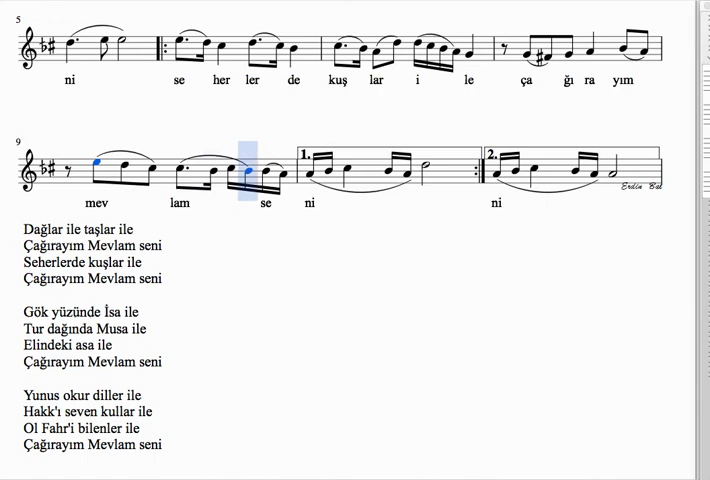 5
ni se her ler de kuş lar i le ça ğı ra yım
9
1. 2.
Erdin Bal
mev lam se ni ni
Dağlar ile taşlar ile
Çağırayım Mevlam seni
Seherlerde kuşlar ile
Çağırayım Mevlam seni
Gök yüzünde İsa ile
Tur dağında Musa ile
Elindeki asa ile
Çağırayım Mevlam seni
Yunus okur diller ile
Hakk'ı seven kullar ile
Ol Fahr'i bilenler ile
Çağırayım Mevlam seni